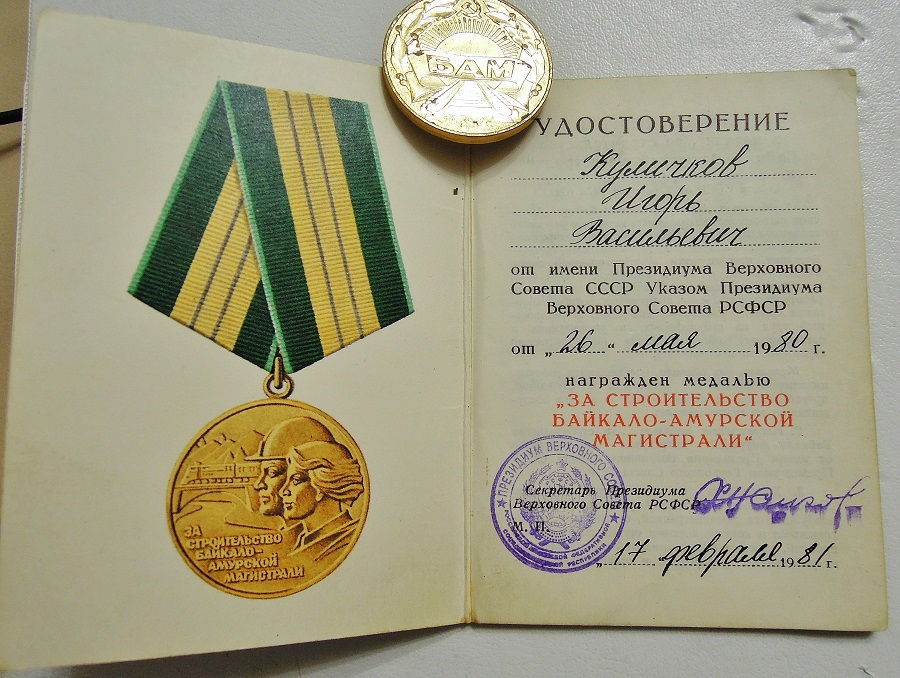 БАМ
ЗА
СТРОИТЕЛЬСТВО
БАЙКАЛО-
АМУРСКОЙ
МАГИСТРАЛИ
УДОСТОВЕРЕНИЕ
Куличков
Игорь
Васильевич
от имени Президиума Верховного
Совета СССР Указом Президиума
Верховного Совета РСФСР
от „26“ мая 1980 г.
награжден медалью
„ЗА СТРОИТЕЛЬСТВО
БАЙКАЛО-АМУРСКОЙ
МАГИСТРАЛИ“
ПРЕЗИДИУМ ВЕРХОВНОГО
Секретарь Президиума
Верховного Совета РСФСР
М. П.
„17 февраля 1981 г.